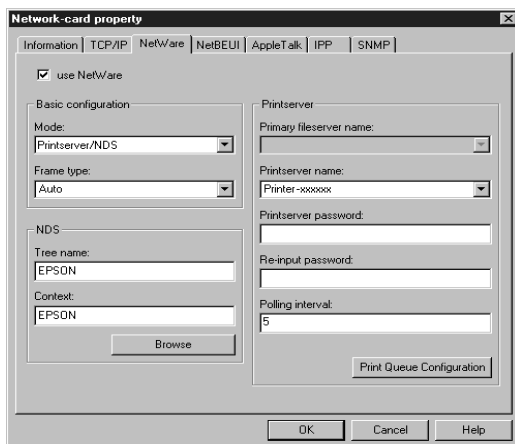 Network-card property
Information
TCP/IP
NetWare
NetBEUI
AppleTalk
IPP
SNMP
use NetWare
Basic configuration
Mode:
Printserver/NDS
Frame type:
Auto
NDS
Tree name:
EPSON
Context:
EPSON
Browse
Printserver
Primary fileserver name:
Printserver name:
Printer-xxxxxx
Printserver password:
Re-input password:
Polling interval:
5
Print Queue Configuration
OK
Cancel
Help